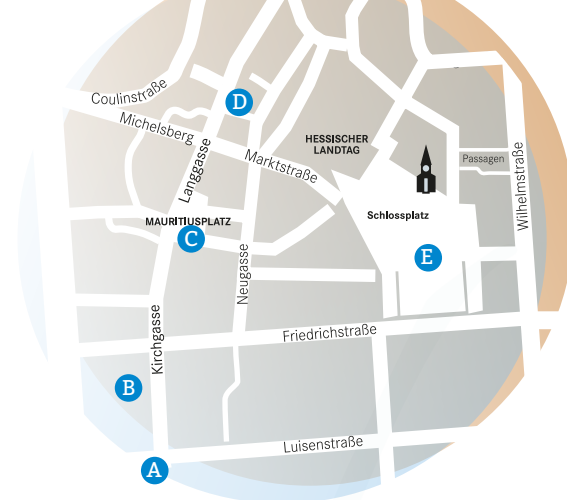 Coulinstraße
D
Michelsberg
HESSISCHER
LANDTAG
Marktstraße
Passagen
Langgasse
Wilhelmstraße
MAURITIUSPLATZ
Schlossplatz
C
E
Neugasse
Friedrichstraße
Kirchgasse
B
Luisenstraße
A